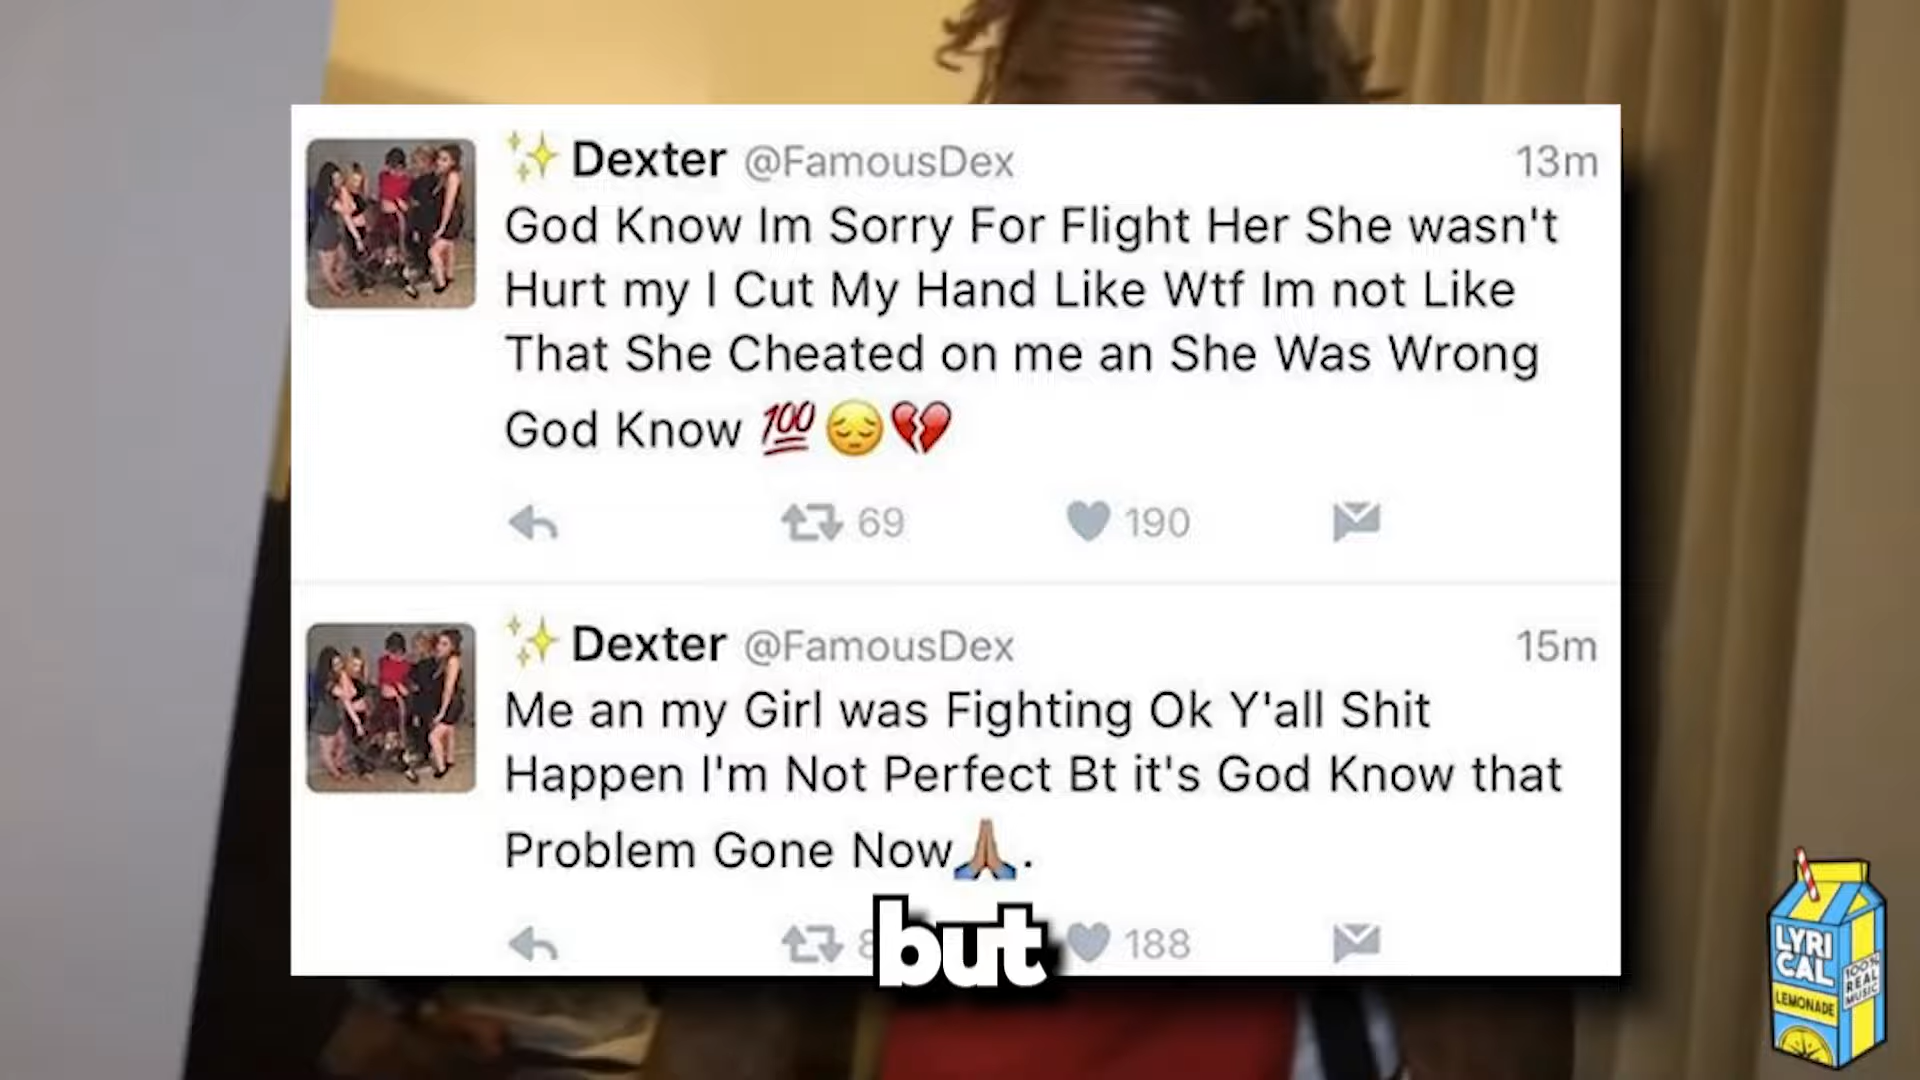 ✨ Dexter @FamousDex 13m
God Know Im Sorry For Flight Her She wasn't
Hurt my I Cut My Hand Like Wtf Im not Like
That She Cheated on me an She Was Wrong
God Know 💯😔💔
69 190
✨ Dexter @FamousDex 15m
Me an my Girl was Fighting Ok Y'all Shit
Happen I'm Not Perfect Bt it's God Know that
Problem Gone Now🙏.
188
but
LYRI
CAL
LEMONADE
100%
REAL
MUSIC